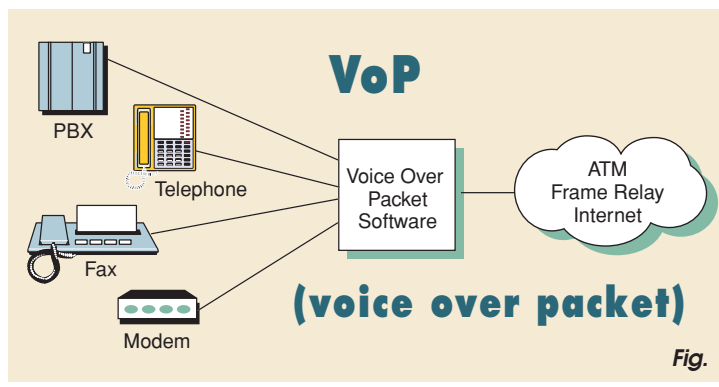 VoP
PBX
Telephone
Fax
Modem
Voice Over
Packet
Software
ATM
Frame Relay
Internet
(voice over packet)
Fig.